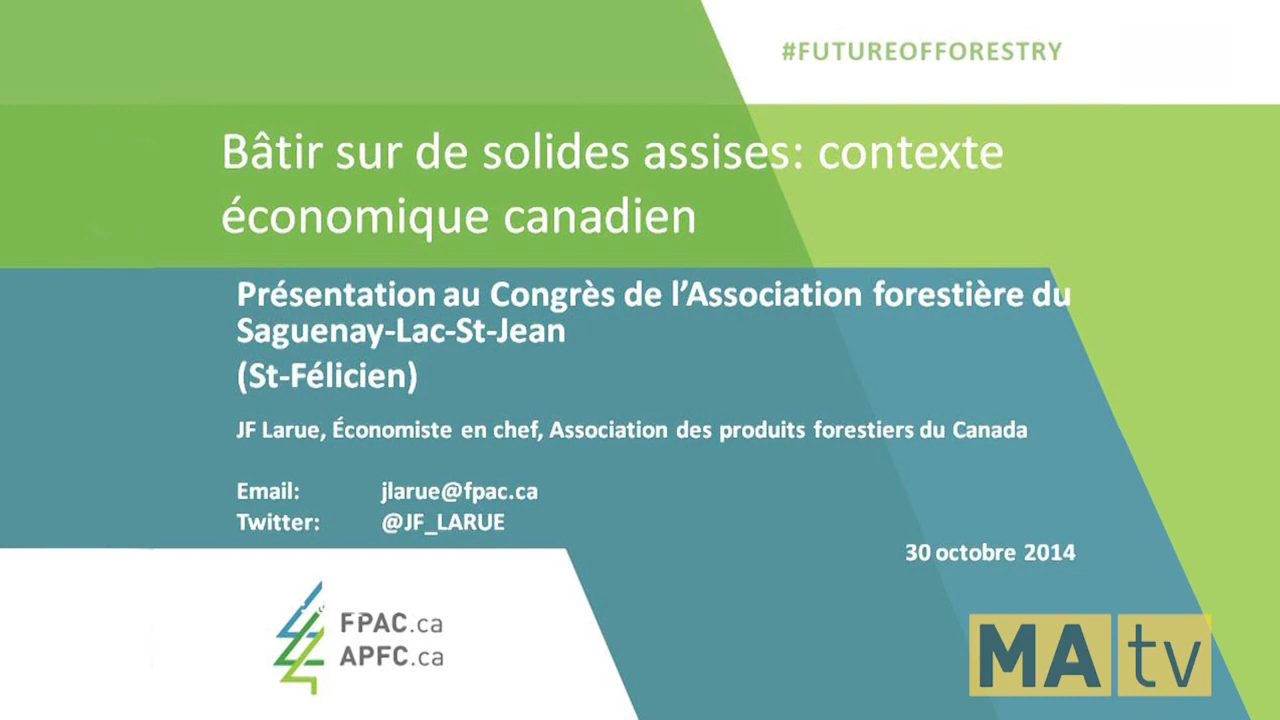 #FUTUREOFFORESTRY
Bâtir sur de solides assises: contexte
économique canadien
Présentation au Congrès de l’Association forestière du
Saguenay-Lac-St-Jean
(St-Félicien)
JF Larue, Économiste en chef, Association des produits forestiers du Canada
Email: jlarue@fpac.ca
Twitter: @JF_LARUE
30 octobre 2014
FPAC.ca
APFC.ca
MAtv